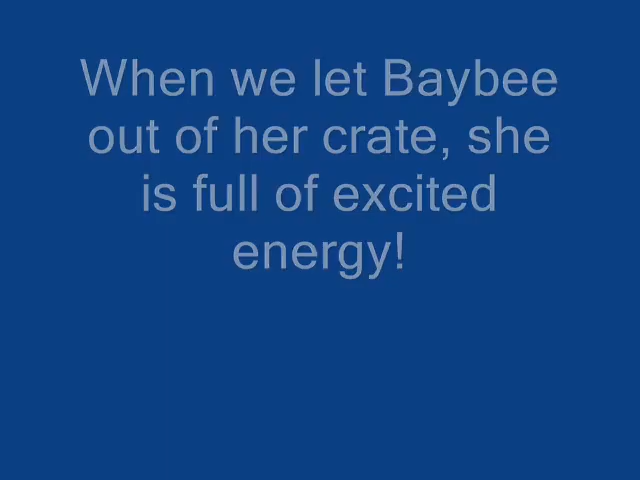 When we let Baybee
out of her crate, she
is full of excited
energy!